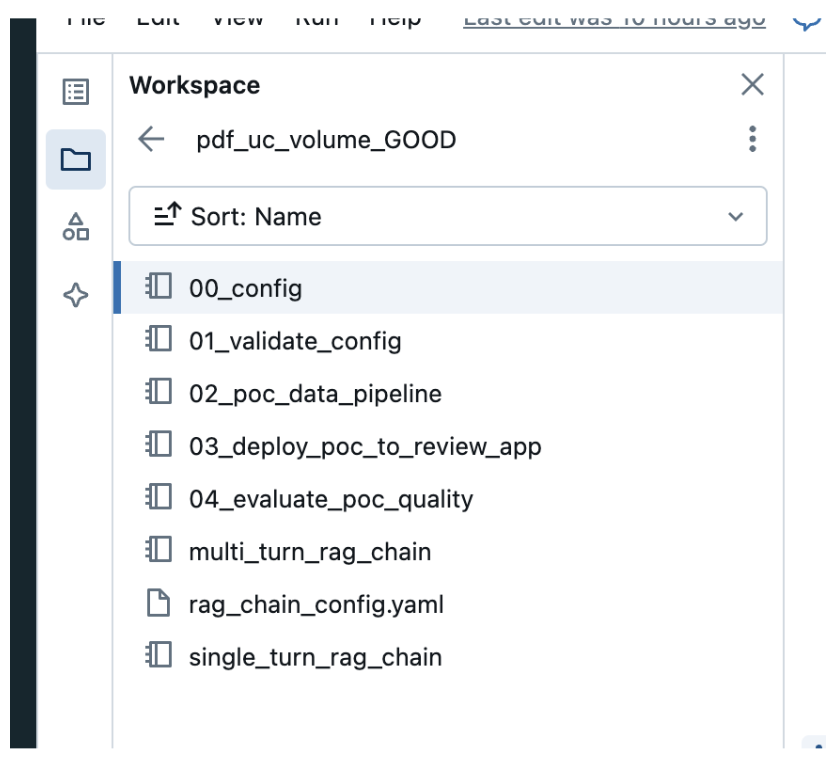 File Edit View Run Help Last edit was 10 hours ago
Workspace
pdf_uc_volume_GOOD
Sort: Name
00_config
01_validate_config
02_poc_data_pipeline
03_deploy_poc_to_review_app
04_evaluate_poc_quality
multi_turn_rag_chain
rag_chain_config.yaml
single_turn_rag_chain